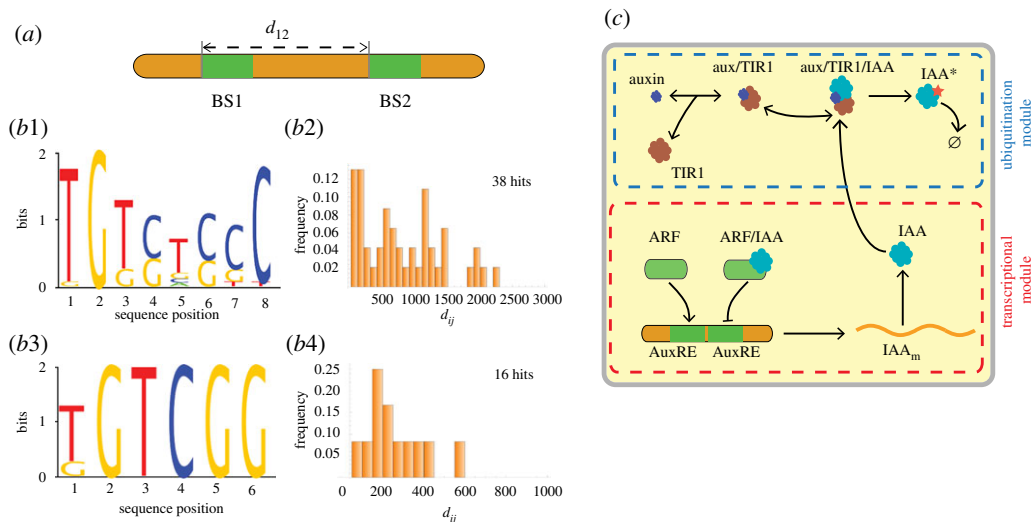 (a)
d12
BS1 BS2
(b1)
2
bits
1
0
TGTCTCCC
GGCGGT
1 2 3 4 5 6 7 8
sequence position
(b2)
38 hits
frequency
0.12
0.10
0.08
0.06
0.04
0.02
500 1000 1500 2000 2500 3000
dij
(b3)
2
bits
1
0
TGTCGG
G
1 2 3 4 5 6
sequence position
(b4)
16 hits
frequency
0.25
0.20
0.15
0.10
0.05
0 200 400 600 800 1000
dij
(c)
auxin aux/TIR1 aux/TIR1/IAA IAA*
TIR1 ∅
ubiquitination
module
ARF ARF/IAA IAA
AuxRE AuxRE IAAm
transcriptional
module